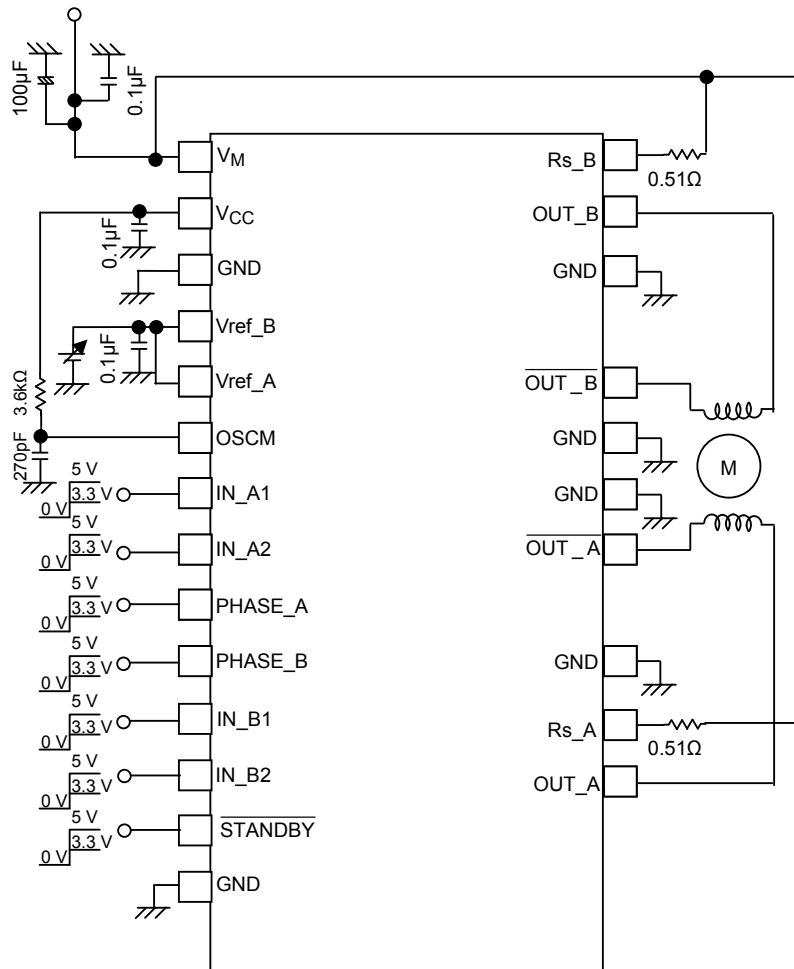 100µF
0.1µF
V_M
V_CC
0.1µF
GND
Vref_B
0.1µF
Vref_A
3.6kΩ
OSCM
270pF
5 V
3.3 V
0 V
IN_A1
5 V
3.3 V
0 V
IN_A2
5 V
3.3 V
0 V
PHASE_A
5 V
3.3 V
0 V
PHASE_B
5 V
3.3 V
0 V
IN_B1
5 V
3.3 V
0 V
IN_B2
5 V
3.3 V
0 V
STANDBY
GND
Rs_B
0.51Ω
OUT_B
GND
OUT_B
GND
M
GND
OUT_A
GND
Rs_A
0.51Ω
OUT_A